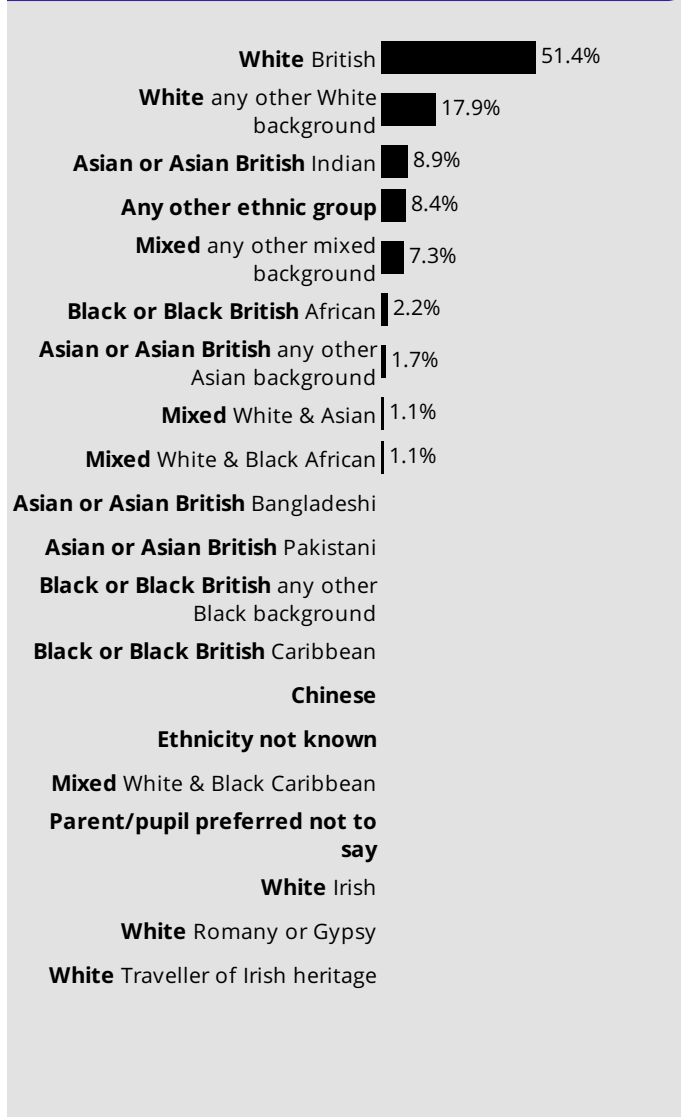 White British 51.4%
White any other White
background 17.9%
Asian or Asian British Indian 8.9%
Any other ethnic group 8.4%
Mixed any other mixed
background 7.3%
Black or Black British African 2.2%
Asian or Asian British any other
Asian background 1.7%
Mixed White & Asian 1.1%
Mixed White & Black African 1.1%
Asian or Asian British Bangladeshi
Asian or Asian British Pakistani
Black or Black British any other
Black background
Black or Black British Caribbean
Chinese
Ethnicity not known
Mixed White & Black Caribbean
Parent/pupil preferred not to
say
White Irish
White Romany or Gypsy
White Traveller of Irish heritage